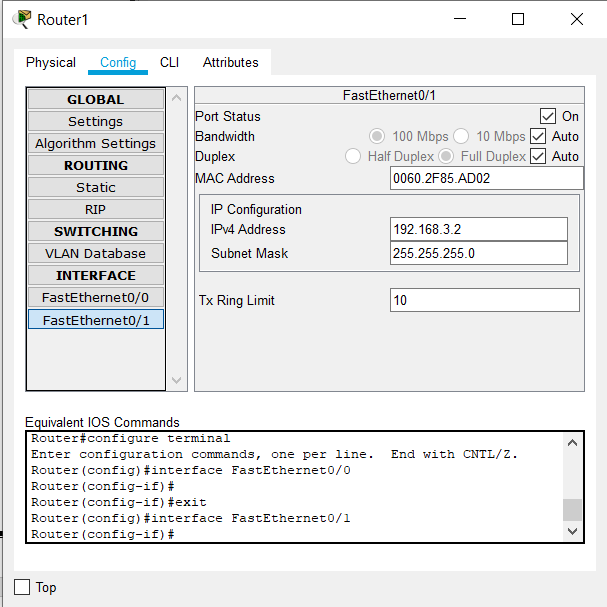 Router1
Physical Config CLI Attributes
GLOBAL
Settings
Algorithm Settings
ROUTING
Static
RIP
SWITCHING
VLAN Database
INTERFACE
FastEthernet0/0
FastEthernet0/1
FastEthernet0/1
Port Status On
Bandwidth 100 Mbps 10 Mbps Auto
Duplex Half Duplex Full Duplex Auto
MAC Address 0060.2F85.AD02
IP Configuration
IPv4 Address 192.168.3.2
Subnet Mask 255.255.255.0
Tx Ring Limit 10
Equivalent IOS Commands
Router#configure terminal
Enter configuration commands, one per line. End with CNTL/Z.
Router(config)#interface FastEthernet0/0
Router(config-if)#
Router(config-if)#exit
Router(config)#interface FastEthernet0/1
Router(config-if)#
Top